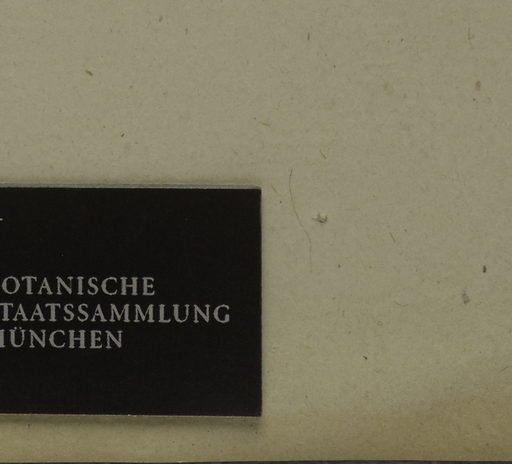 OTANISCHE
TAATSSAMMLUNG
ÜNCHEN